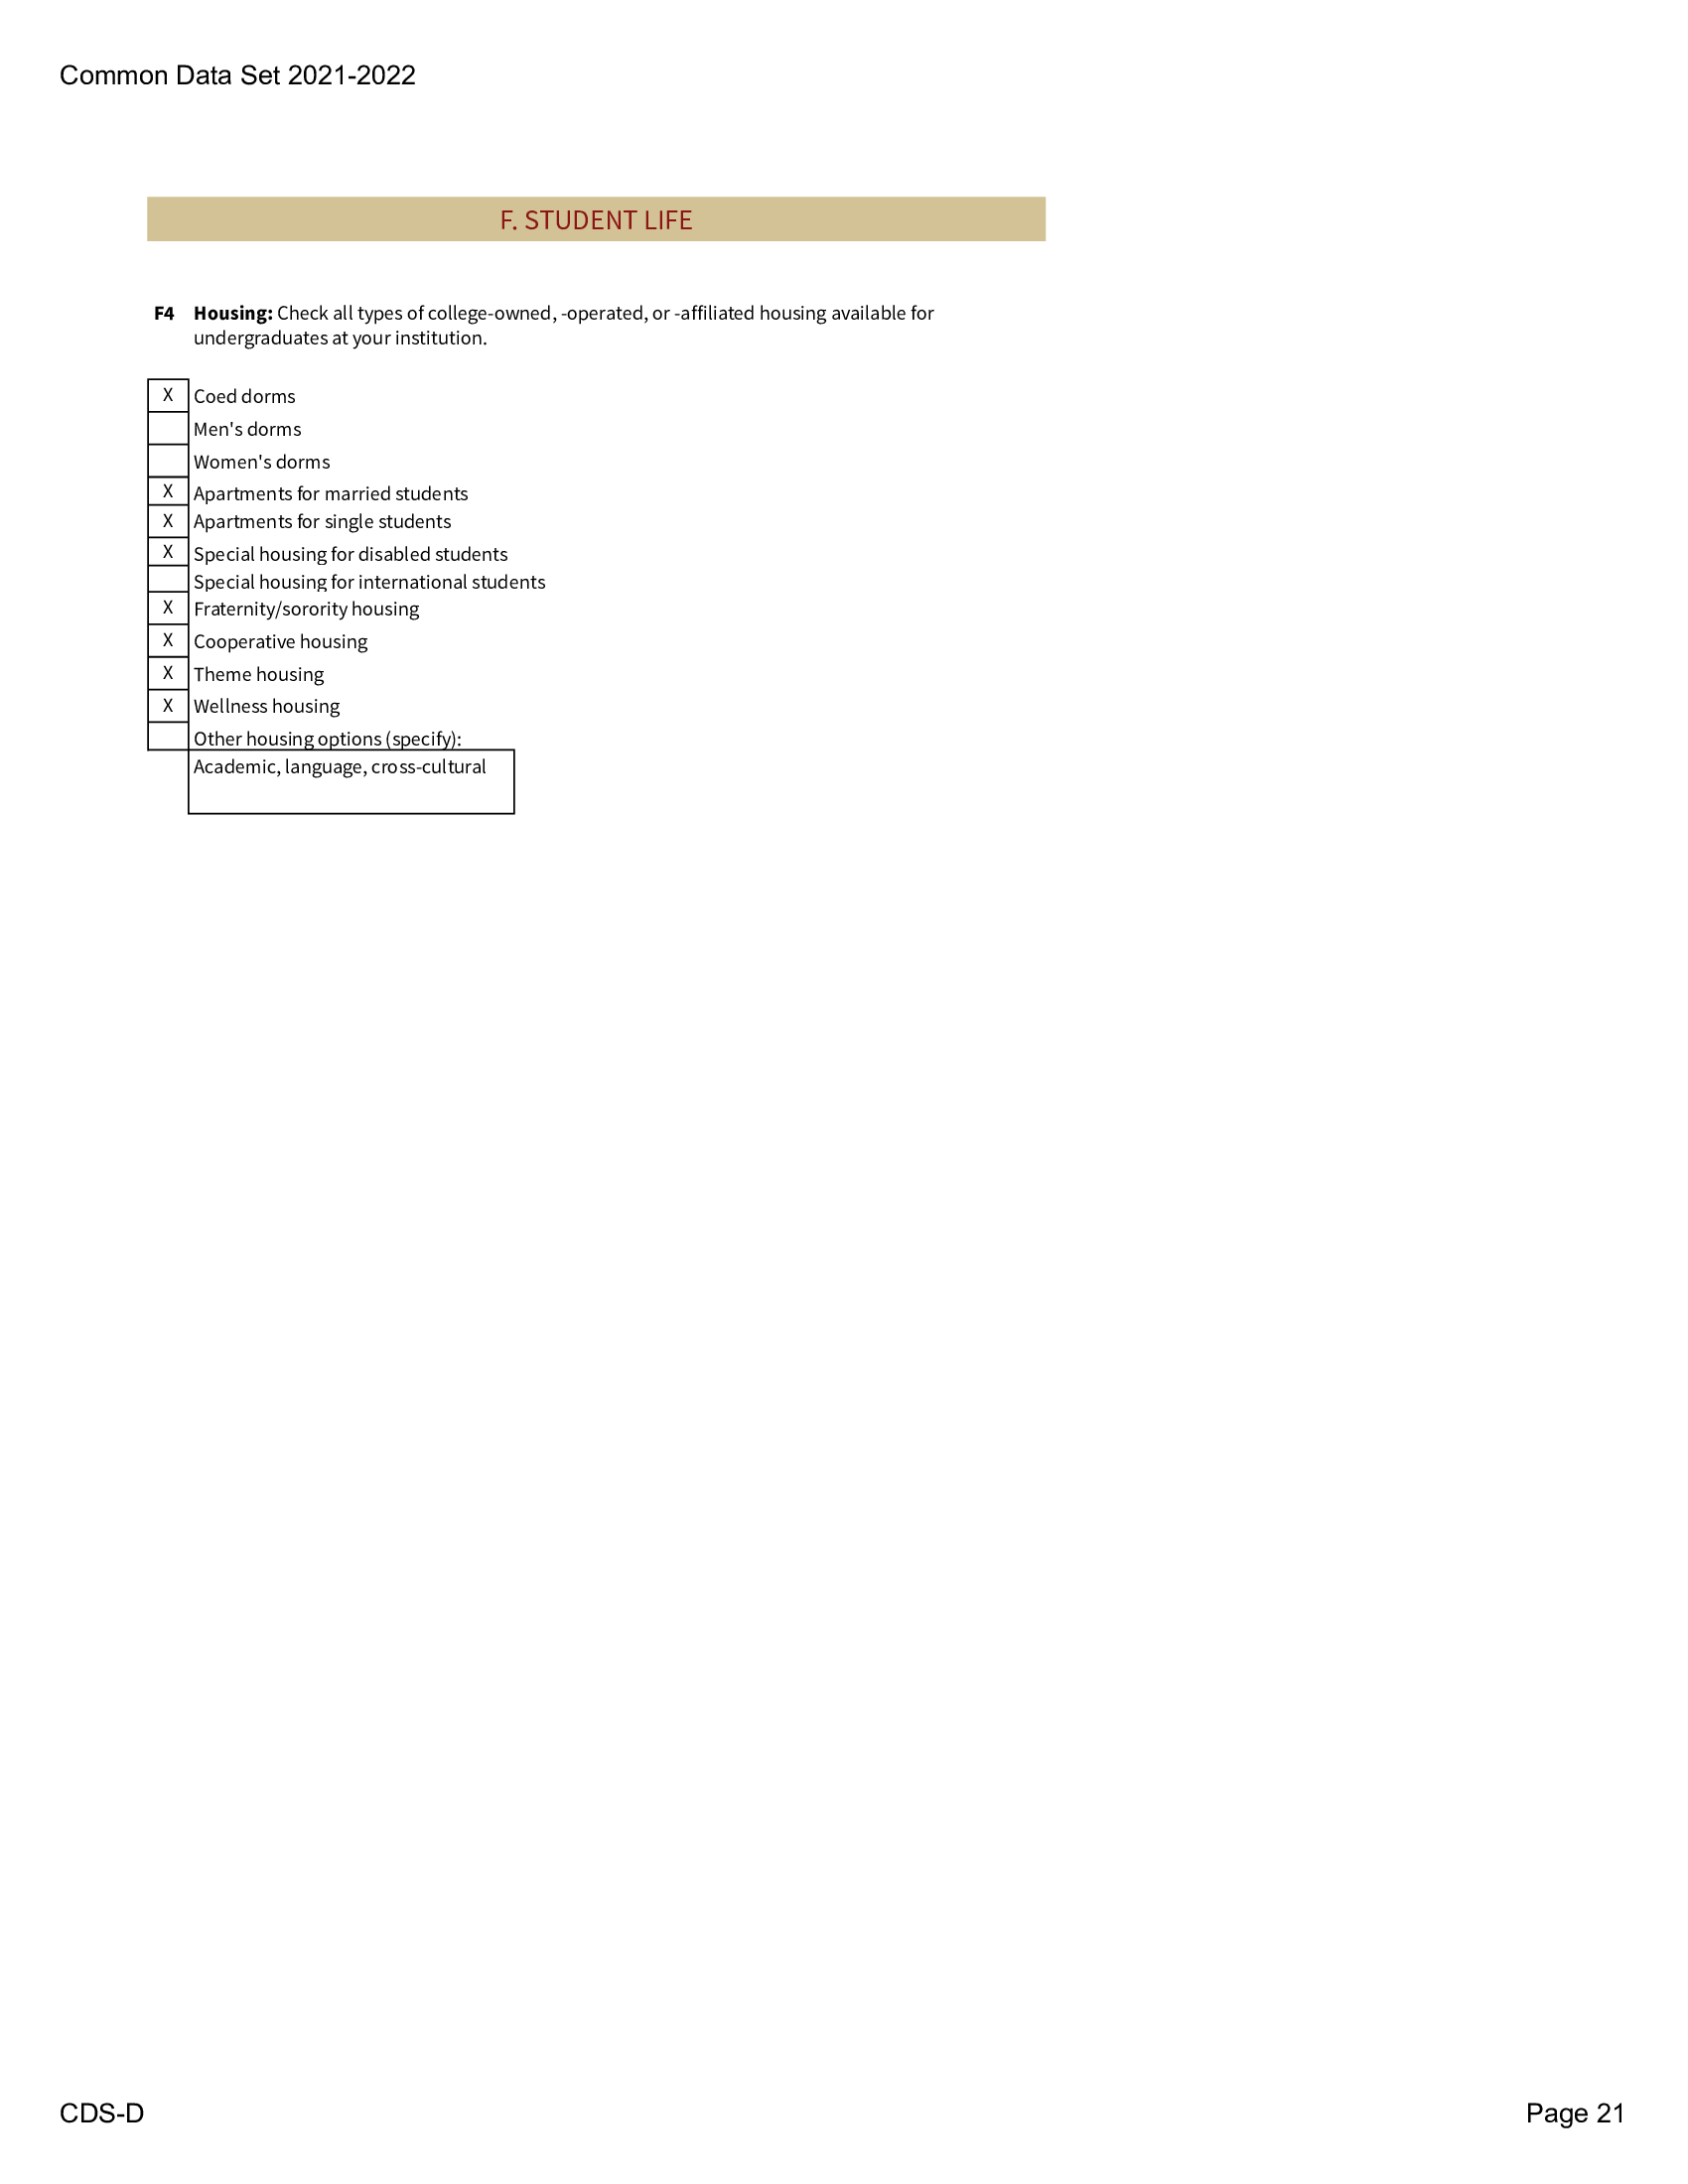 Common Data Set 2021-2022
F. STUDENT LIFE
F4 Housing: Check all types of college-owned, -operated, or -affiliated housing available for
undergraduates at your institution.
X Coed dorms
Men's dorms
Women's dorms
X Apartments for married students
X Apartments for single students
X Special housing for disabled students
Special housing for international students
X Fraternity/sorority housing
X Cooperative housing
X Theme housing
X Wellness housing
Other housing options (specify):
Academic, language, cross-cultural
CDS-D Page 21